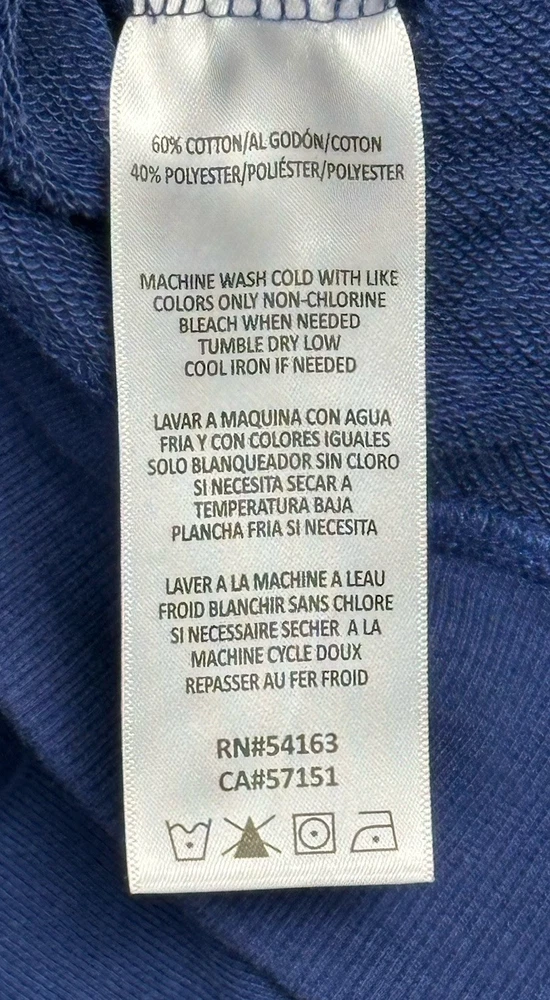 60% COTTON/ALGODÓN/COTON
40% POLYESTER/POLIÉSTER/POLYESTER
MACHINE WASH COLD WITH LIKE
COLORS ONLY NON-CHLORINE
BLEACH WHEN NEEDED
TUMBLE DRY LOW
COOL IRON IF NEEDED
LAVAR A MAQUINA CON AGUA
FRIA Y CON COLORES IGUALES
SOLO BLANQUEADOR SIN CLORO
SI NECESITA SECAR A
TEMPERATURA BAJA
PLANCHA FRIA SI NECESITA
LAVER A LA MACHINE A LEAU
FROID BLANCHIR SANS CHLORE
SI NECESSAIRE SECHER A LA
MACHINE CYCLE DOUX
REPASSER AU FER FROID
RN#54163
CA#57151